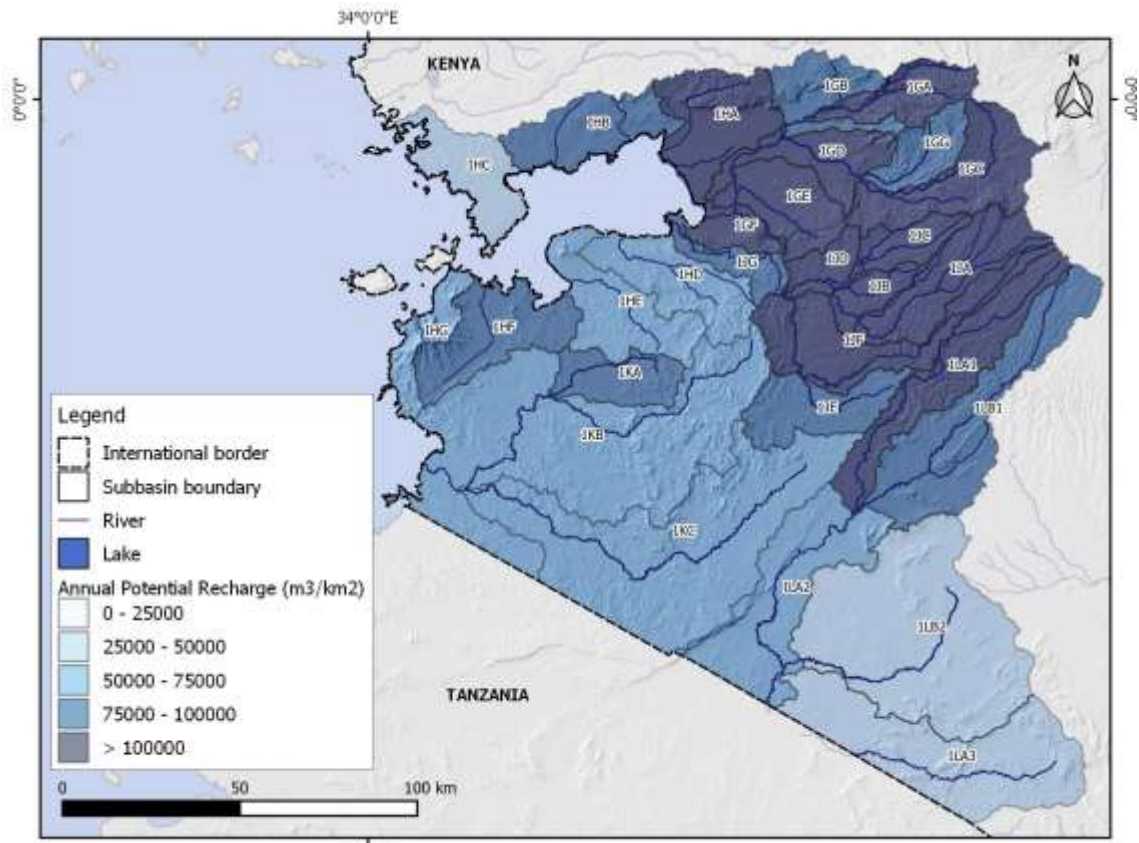 34°0'0"E
0°0'0"
0°0'0"
KENYA
N
1GB
1GA
1HA
1HB
1GD
1GG
1GC
1HC
1GE
1GF
1JC
1JD
1JG
1JA
1HD
1JB
1HE
1HG
1HF
1JF
1KA
1LA1
1JE
1LB1
1KB
1KC
1LA2
1LB2
TANZANIA
1LA3
Legend
International border
Subbasin boundary
River
Lake
Annual Potential Recharge (m3/km2)
0 - 25000
25000 - 50000
50000 - 75000
75000 - 100000
> 100000
0 50 100 km